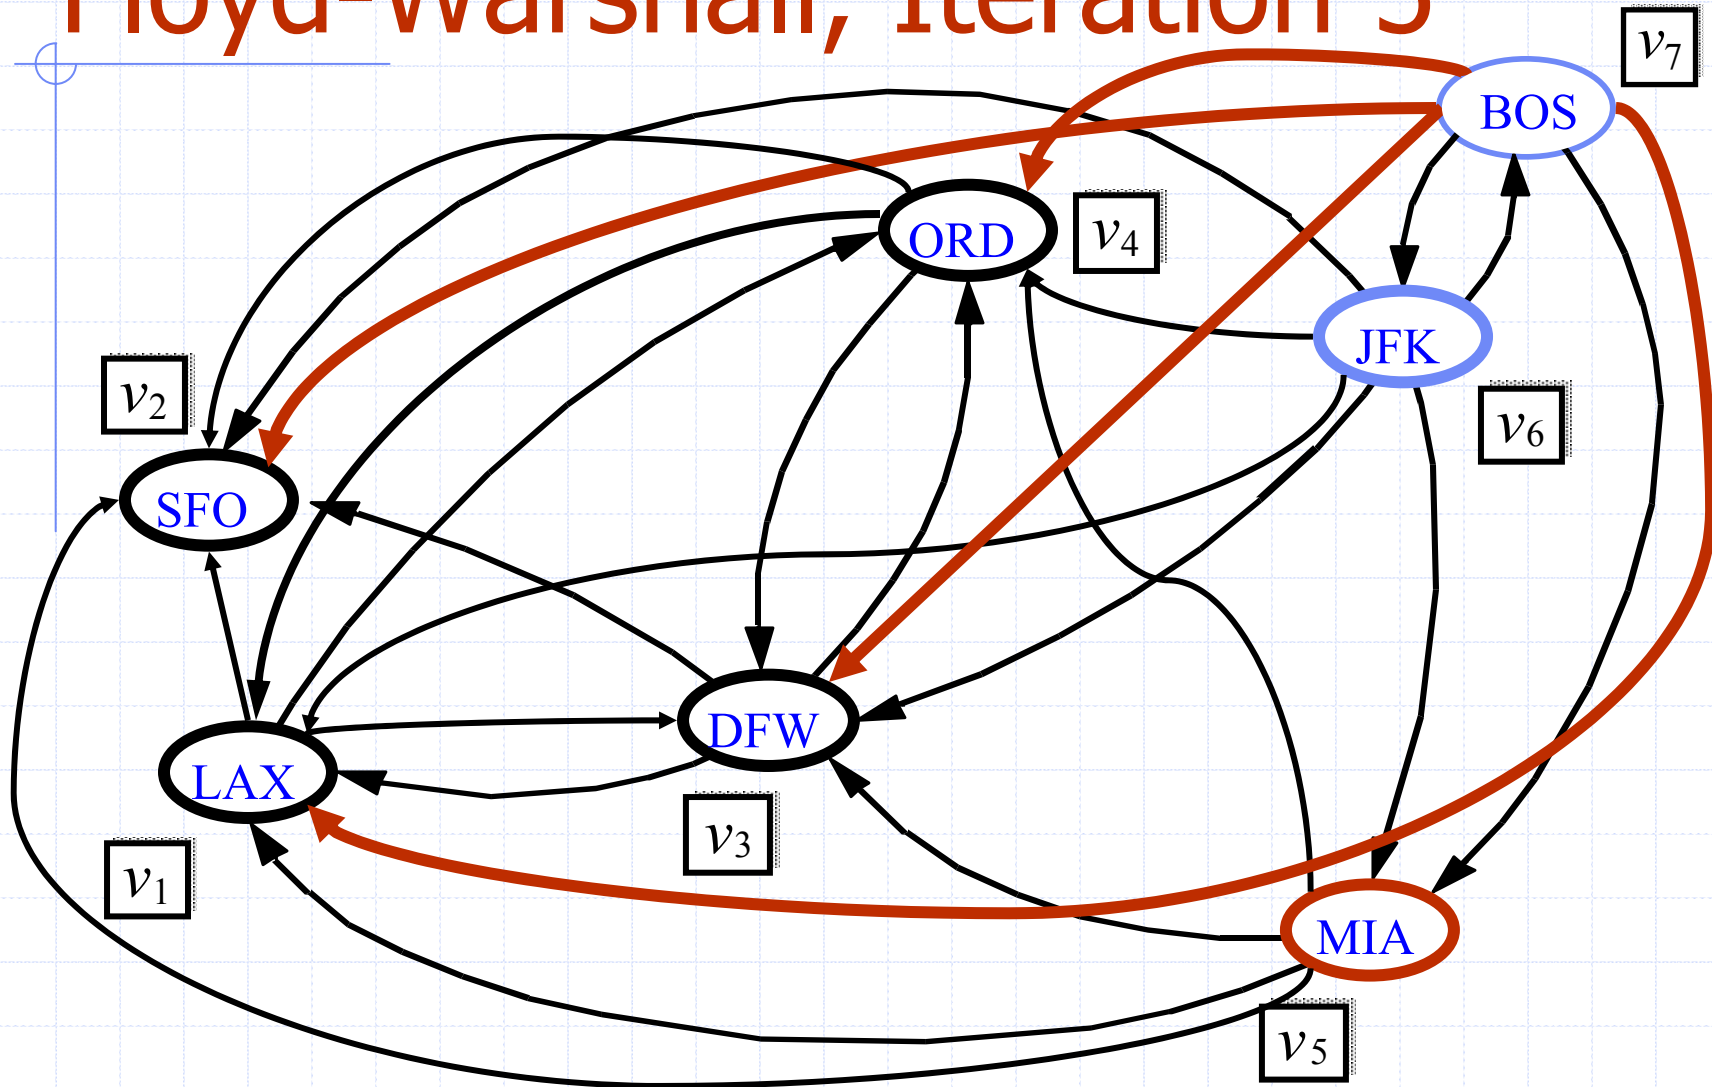 Floyd-Warshall, Iteration 5
v7
BOS
ORD
v4
JFK
v2
v6
SFO
DFW
LAX
v3
v1
MIA
v5